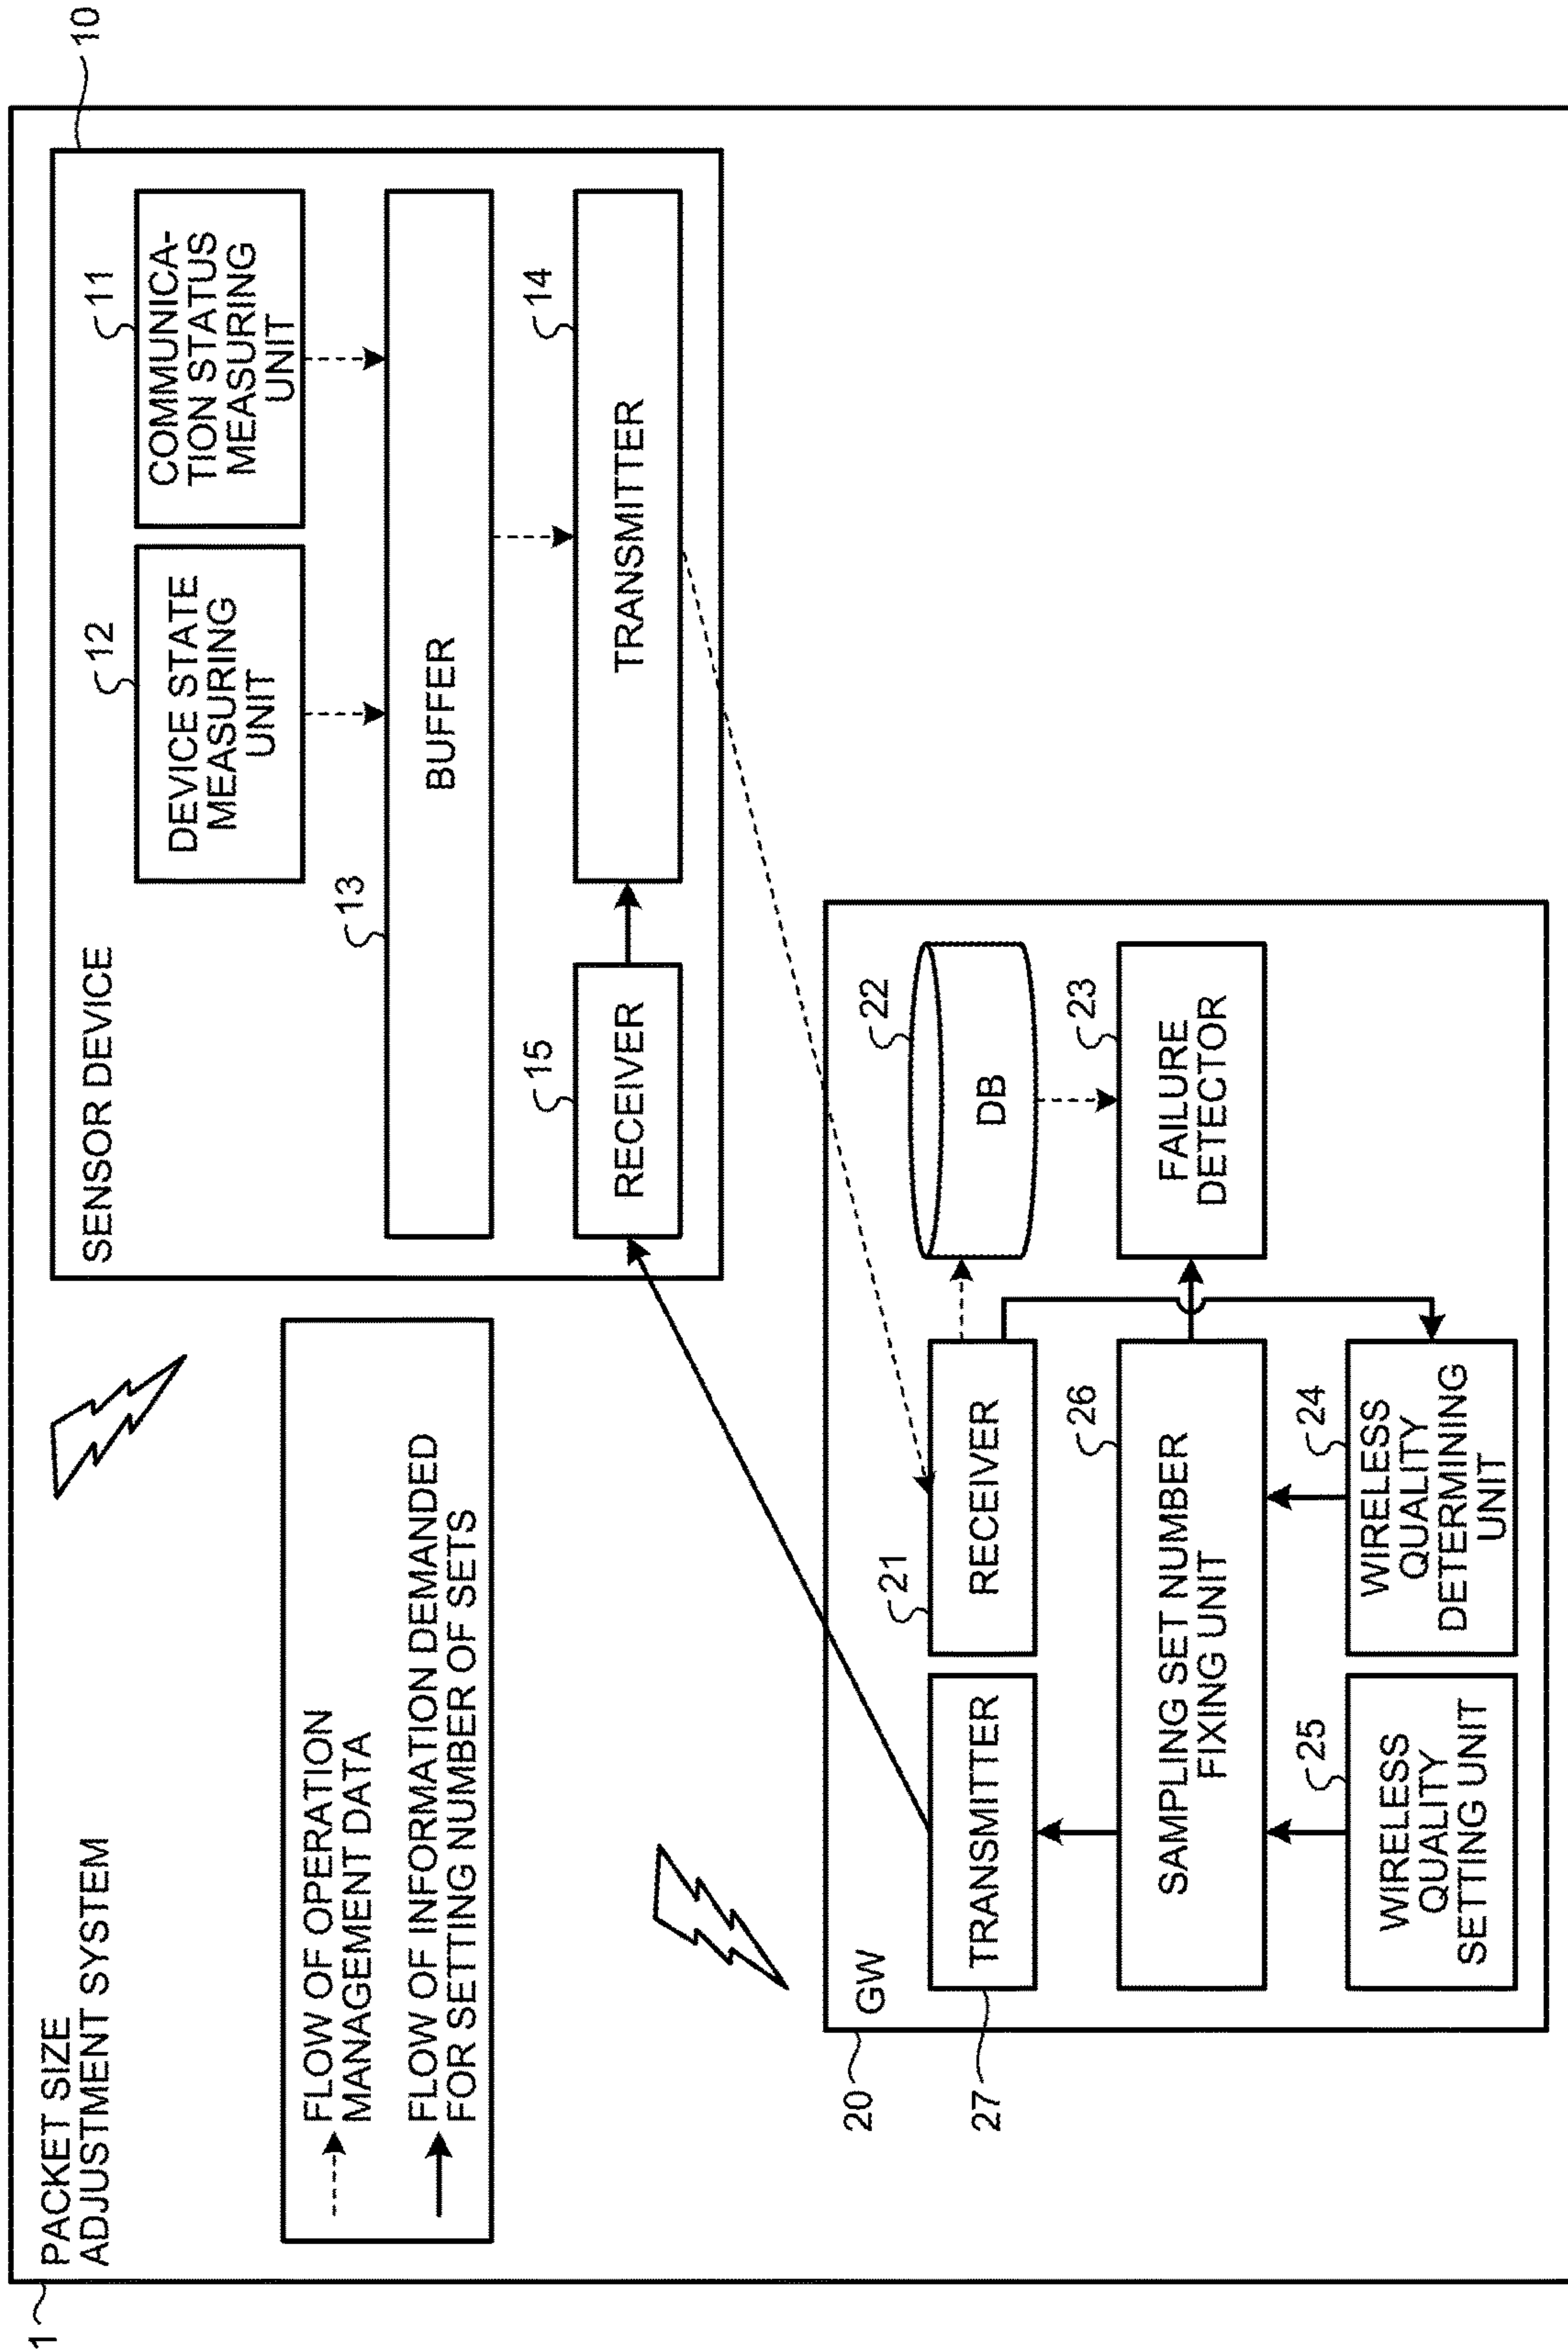 1
PACKET SIZE
ADJUSTMENT SYSTEM
FLOW OF OPERATION
MANAGEMENT DATA
FLOW OF INFORMATION DEMANDED
FOR SETTING NUMBER OF SETS
10
SENSOR DEVICE
12
DEVICE STATE
MEASURING
UNIT
11
COMMUNICA-
TION STATUS
MEASURING
UNIT
13
BUFFER
15
RECEIVER
14
TRANSMITTER
20
GW
27
TRANSMITTER
21
RECEIVER
22
DB
26
SAMPLING SET NUMBER
FIXING UNIT
23
FAILURE
DETECTOR
25
WIRELESS
QUALITY
SETTING UNIT
24
WIRELESS
QUALITY
DETERMINING
UNIT